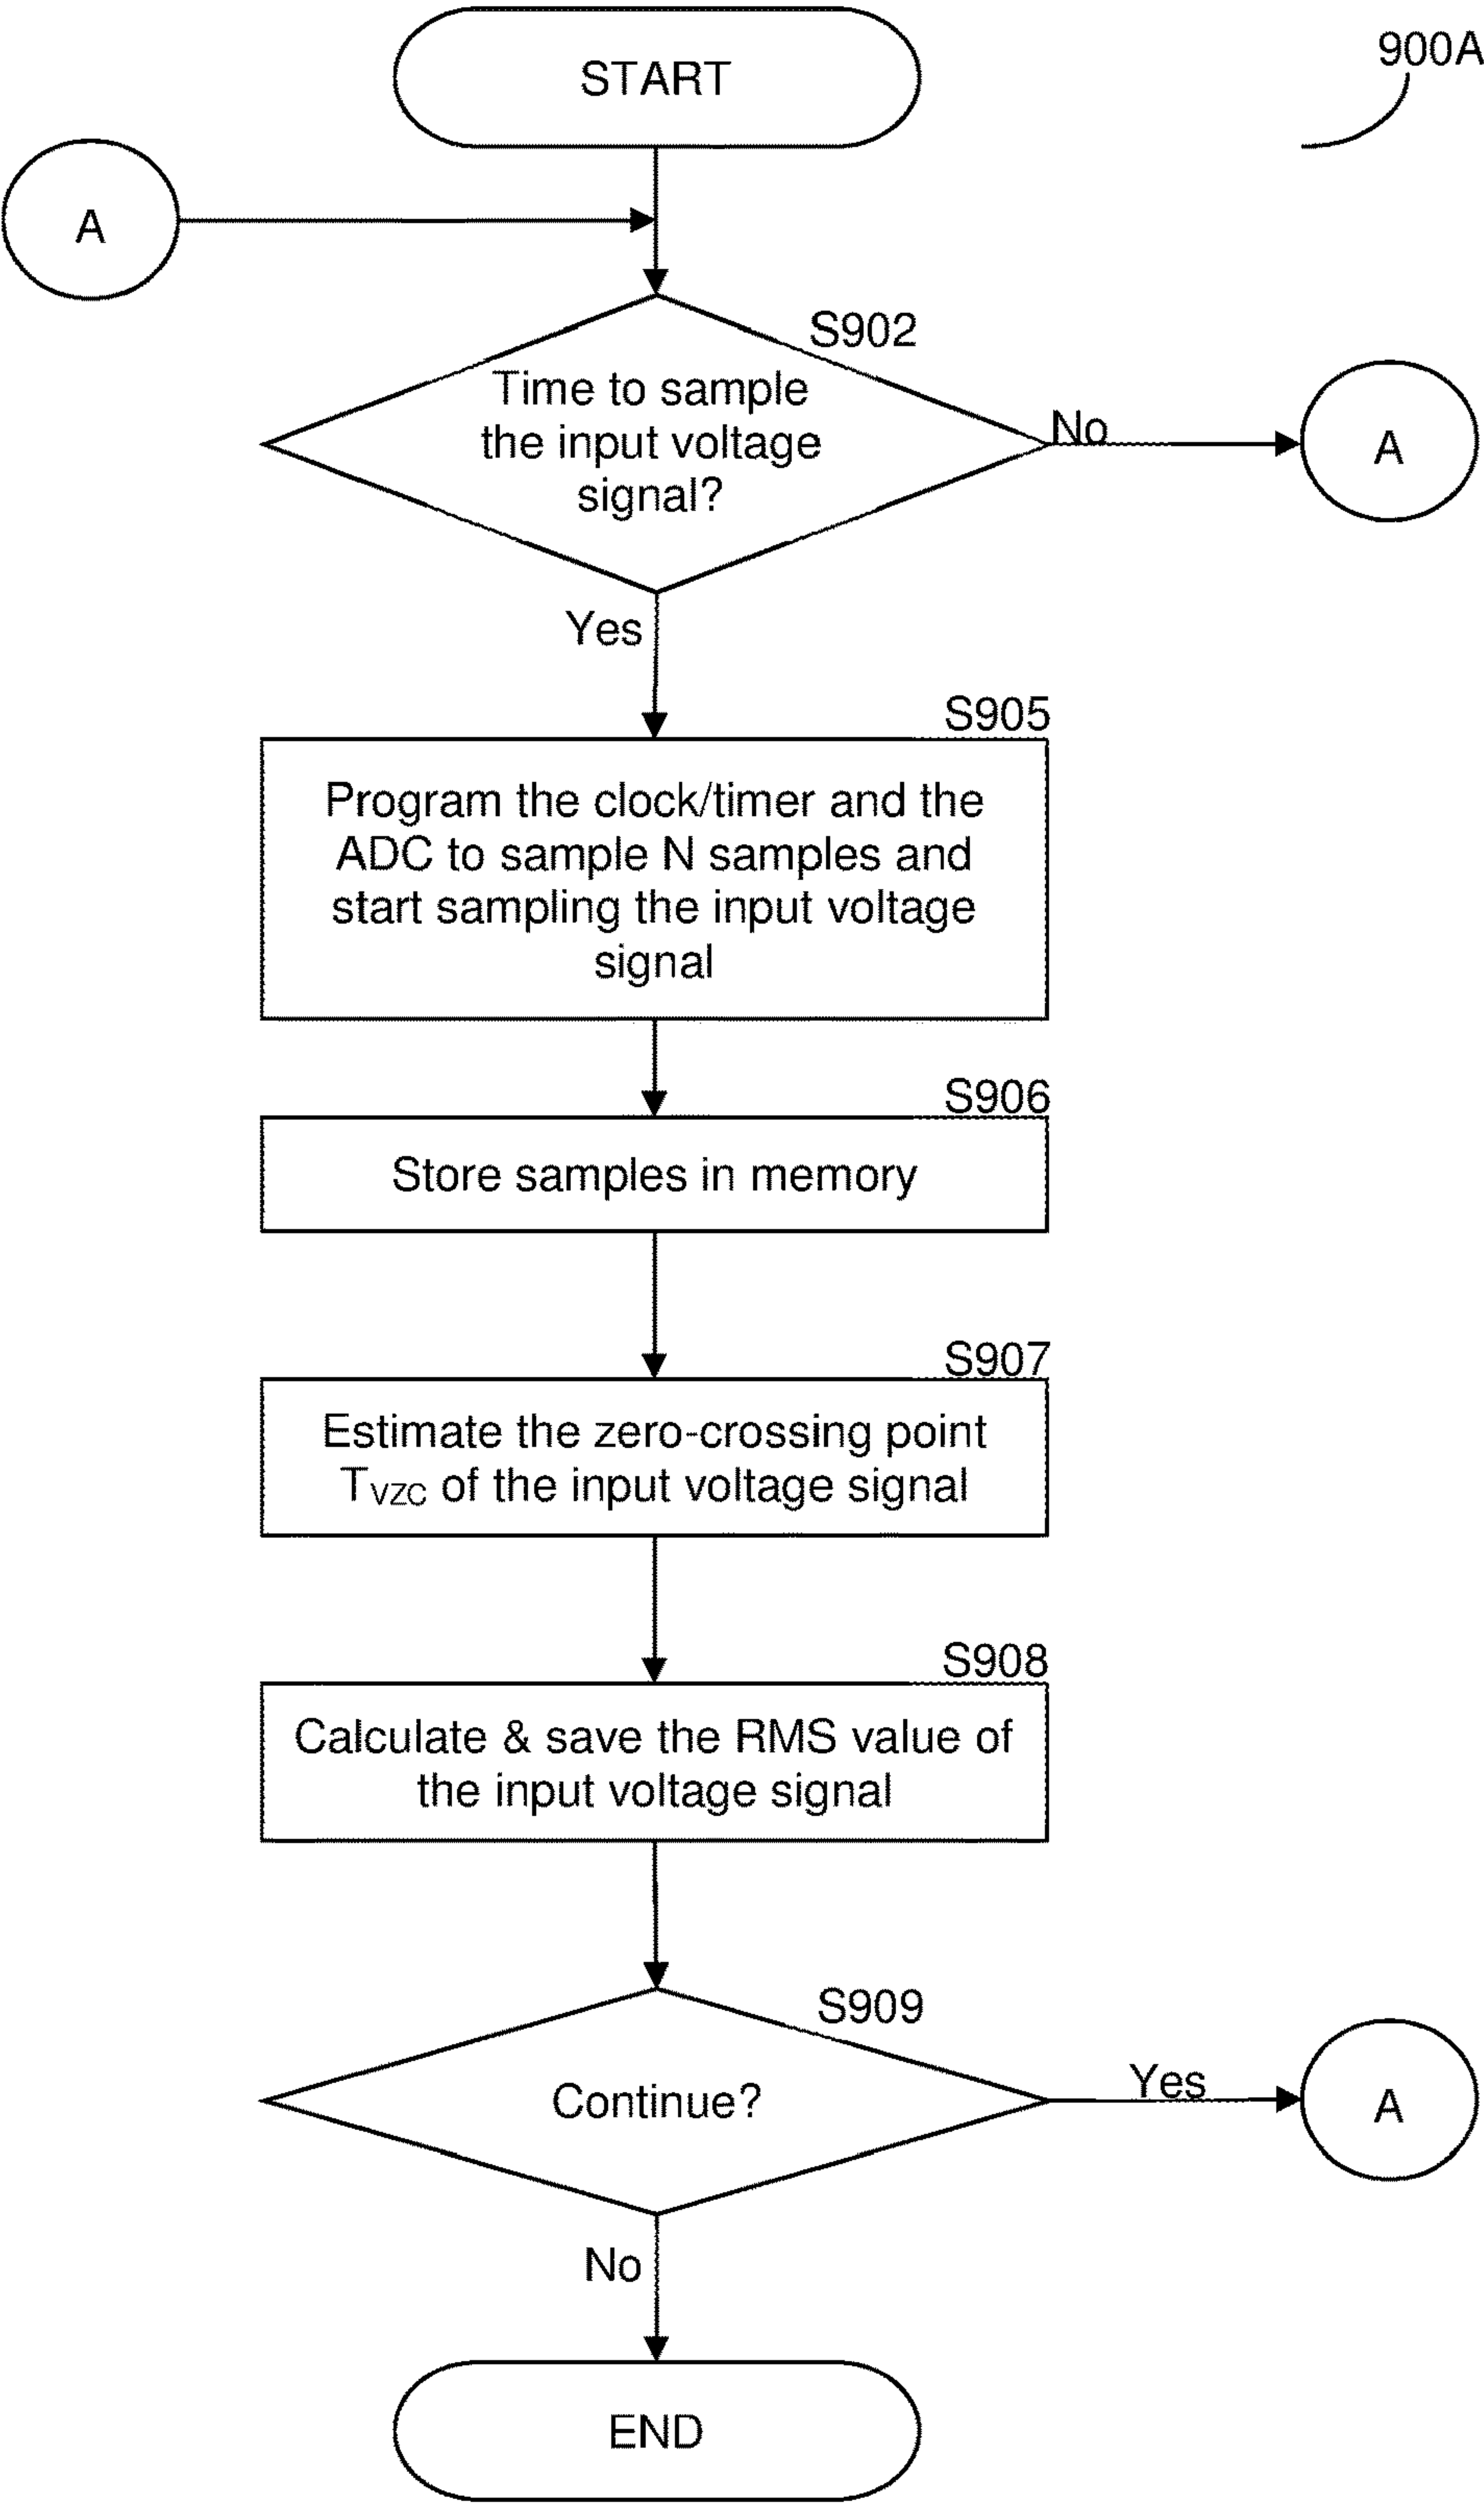 START
900A
A
S902
Time to sample
the input voltage
signal?
No
A
Yes
S905
Program the clock/timer and the
ADC to sample N samples and
start sampling the input voltage
signal
S906
Store samples in memory
S907
Estimate the zero-crossing point
TVZC of the input voltage signal
S908
Calculate & save the RMS value of
the input voltage signal
S909
Continue?
Yes
A
No
END